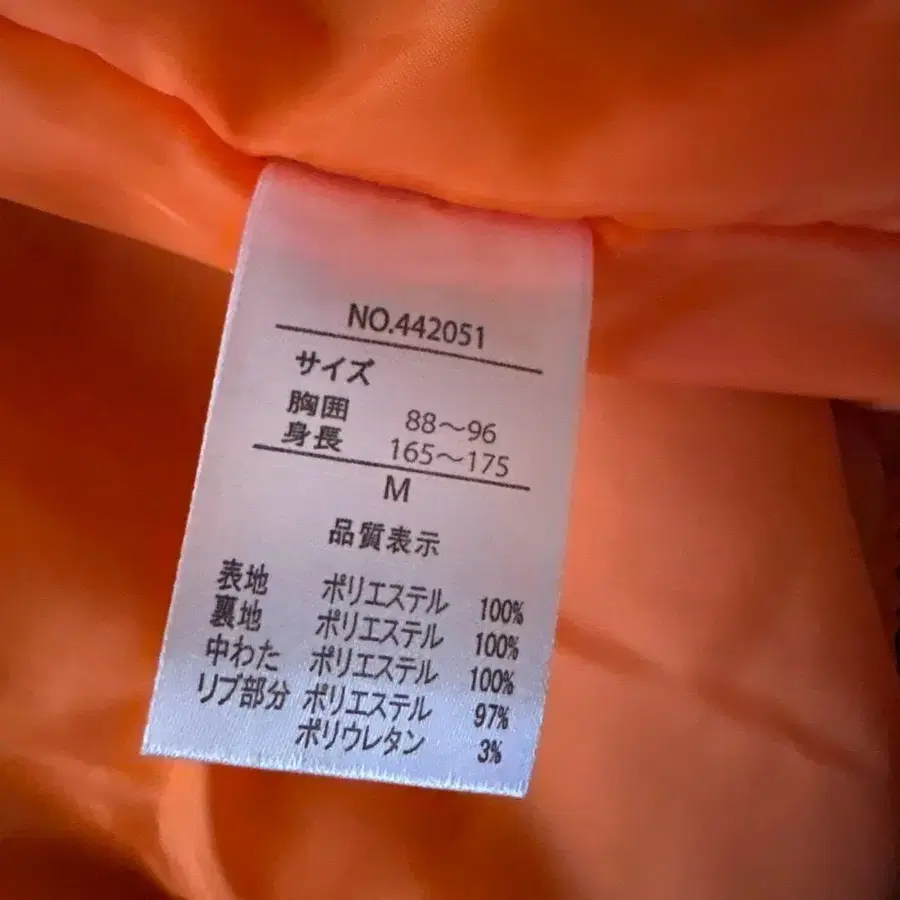 NO.442051
サイズ
胸囲 88～96
身長 165～175
M
品質表示
表地 ポリエステル 100%
裏地 ポリエステル 100%
中わた ポリエステル 100%
リブ部分 ポリエステル 97%
ポリウレタン 3%